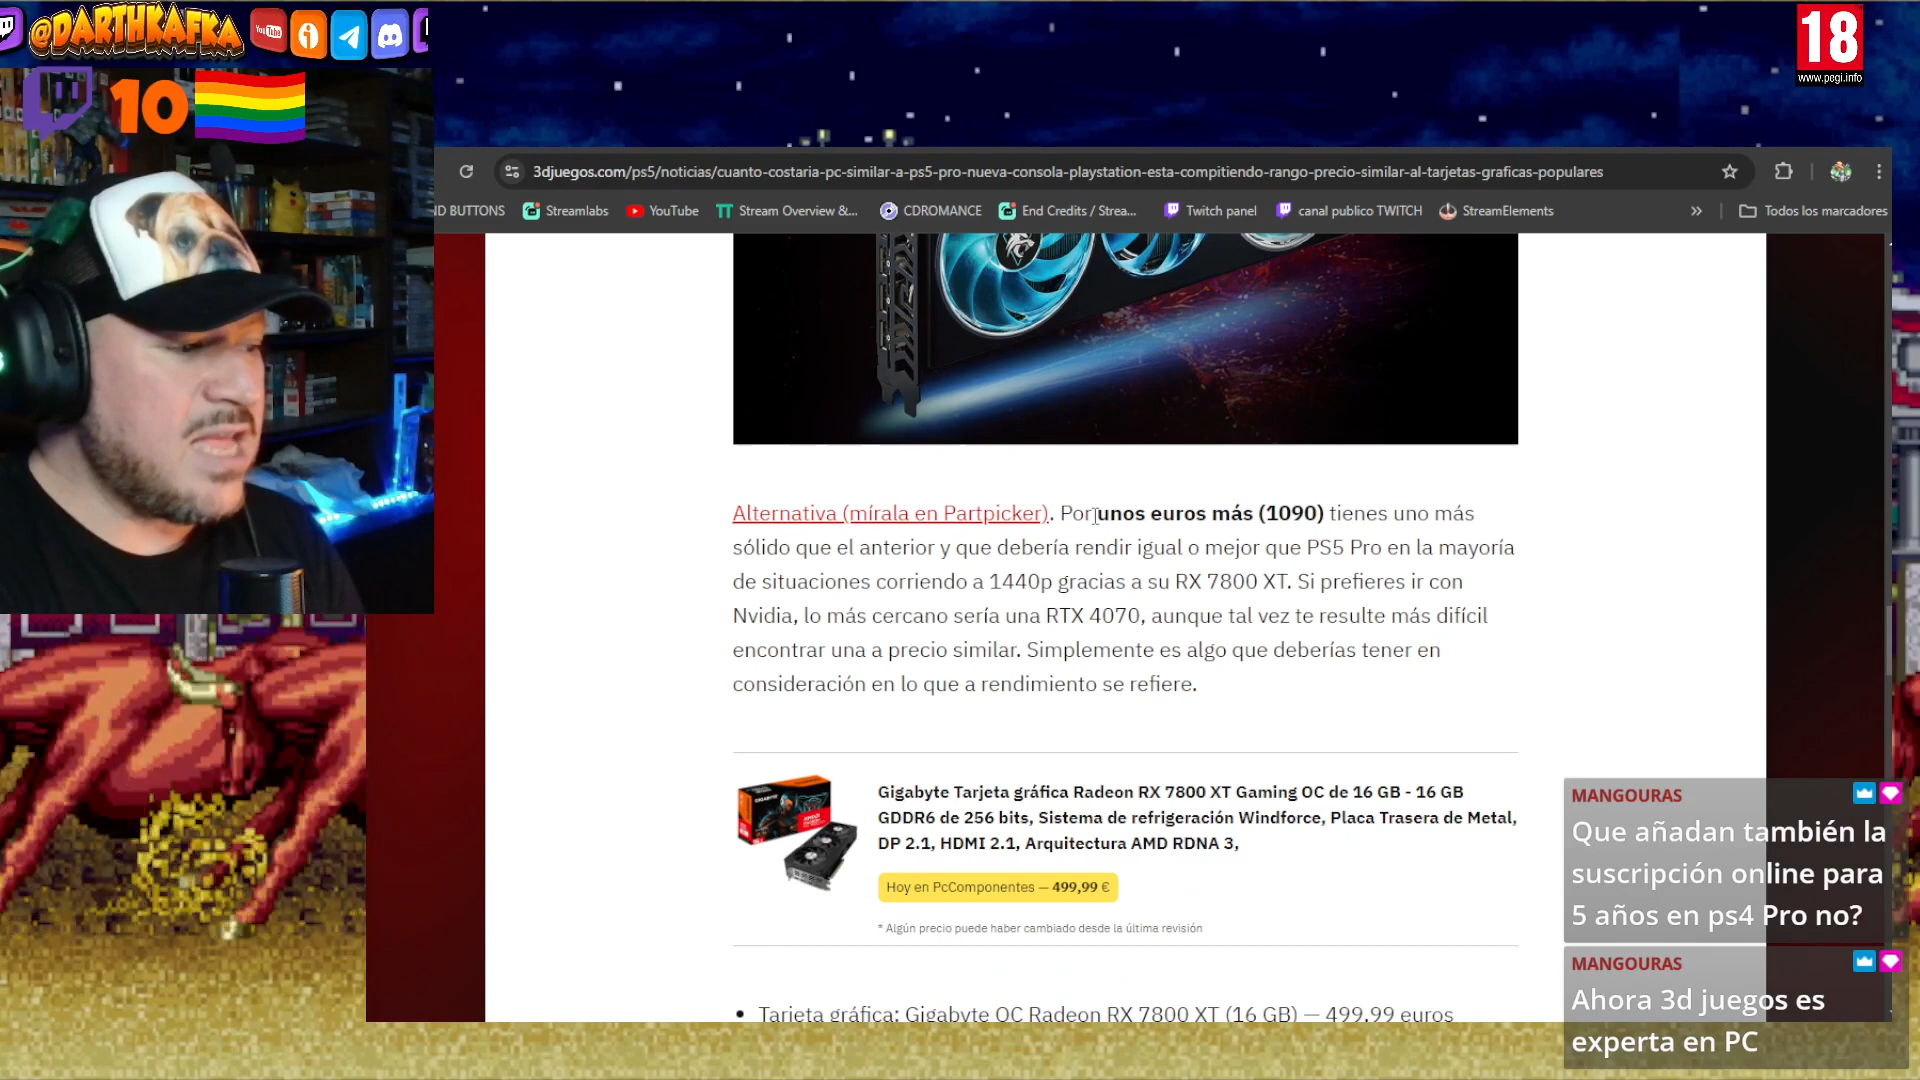 @DARTHKAFKA
YouTube
18
www.pegi.info
10
3djuegos.com/ps5/noticias/cuanto-costaria-pc-similar-a-ps5-pro-nueva-consola-playstation-esta-compitiendo-rango-precio-similar-al-tarjetas-graficas-populares
ND BUTTONS
Streamlabs
YouTube
Stream Overview &...
CDROMANCE
End Credits / Strea...
Twitch panel
canal publico TWITCH
StreamElements
»
Todos los marcadores
Alternativa (mírala en Partpicker). Por unos euros más (1090) tienes uno más
sólido que el anterior y que debería rendir igual o mejor que PS5 Pro en la mayoría
de situaciones corriendo a 1440p gracias a su RX 7800 XT. Si prefieres ir con
Nvidia, lo más cercano sería una RTX 4070, aunque tal vez te resulte más difícil
encontrar una a precio similar. Simplemente es algo que deberías tener en
consideración en lo que a rendimiento se refiere.
Gigabyte Tarjeta gráfica Radeon RX 7800 XT Gaming OC de 16 GB - 16 GB
GDDR6 de 256 bits, Sistema de refrigeración Windforce, Placa Trasera de Metal,
DP 2.1, HDMI 2.1, Arquitectura AMD RDNA 3,
Hoy en PcComponentes — 499,99 €
* Algún precio puede haber cambiado desde la última revisión
• Tarjeta gráfica: Gigabyte OC Radeon RX 7800 XT (16 GB) — 499,99 euros
MANGOURAS
Que añadan también la
suscripción online para
5 años en ps4 Pro no?
MANGOURAS
Ahora 3d juegos es
experta en PC